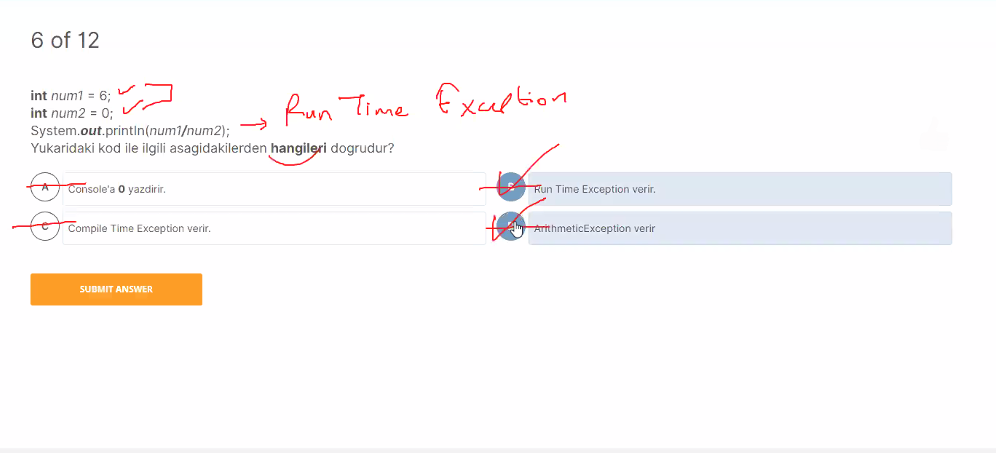 6 of 12
int num1 = 6;
int num2 = 0;
System.out.println(num1/num2);
→ Run Time Exception
Yukaridaki kod ile ilgili asagidakilerden hangileri dogrudur?
A Console'a 0 yazdirir.
Run Time Exception verir.
C Compile Time Exception verir.
ArithmeticException verir
SUBMIT ANSWER